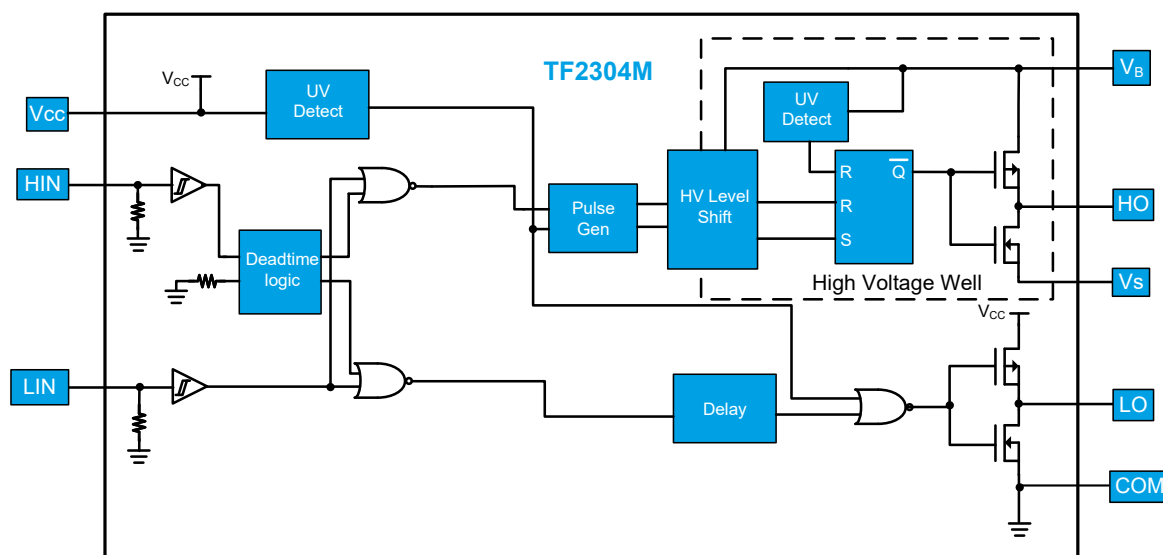 TF2304M
VCC
Vcc
UV
Detect
VB
UV
Detect
HIN
R
Q
HV Level
Shift
R
S
Pulse
Gen
HO
Deadtime
logic
High Voltage Well
Vs
VCC
LIN
Delay
LO
COM